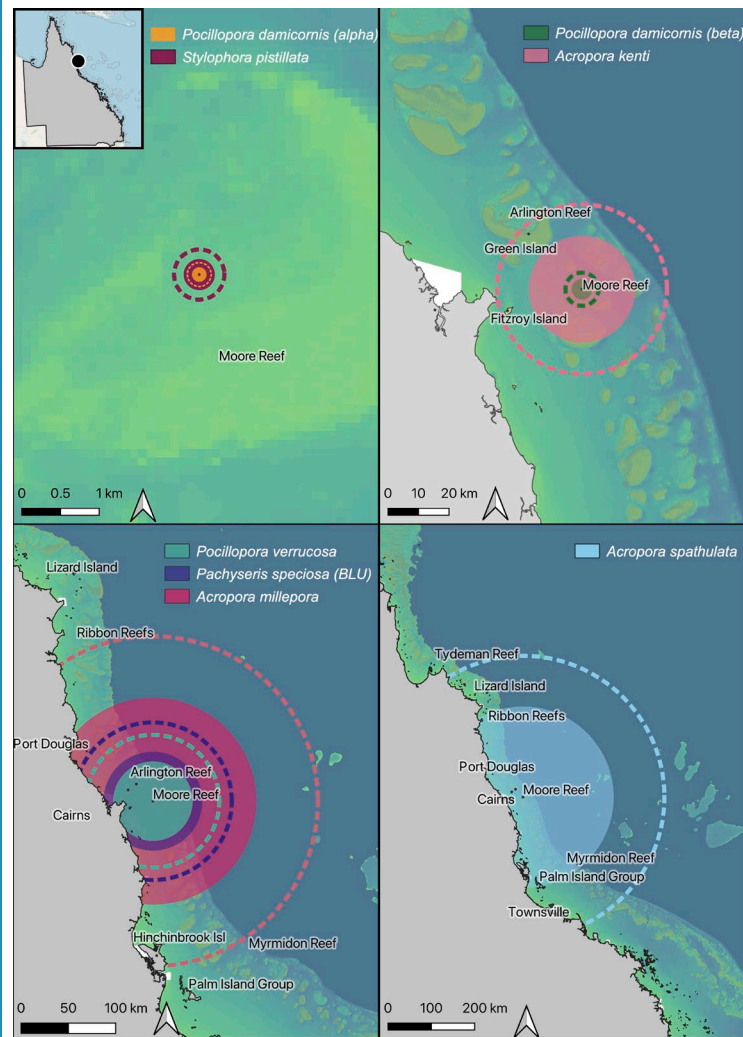 Pocillopora damicornis (alpha)
Stylophora pistillata
Moore Reef
0 0.5 1 km
Pocillopora damicornis (beta)
Acropora kenti
Arlington Reef
Green Island
Moore Reef
Fitzroy Island
0 10 20 km
Pocillopora verrucosa
Pachyseris speciosa (BLU)
Acropora millepora
Lizard Island
Ribbon Reefs
Port Douglas
Arlington Reef
Moore Reef
Cairns
Hinchinbrook Isl
Myrmidon Reef
Palm Island Group
0 50 100 km
Acropora spathulata
Tydeman Reef
Lizard Island
Ribbon Reefs
Port Douglas
Moore Reef
Cairns
Myrmidon Reef
Palm Island Group
Townsville
0 100 200 km